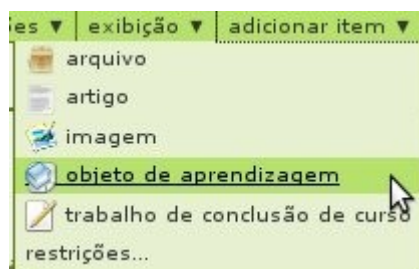 es ▼ exibição ▼ adicionar item ▼
arquivo
artigo
imagem
objeto de aprendizagem
trabalho de conclusão de curso
restrições...